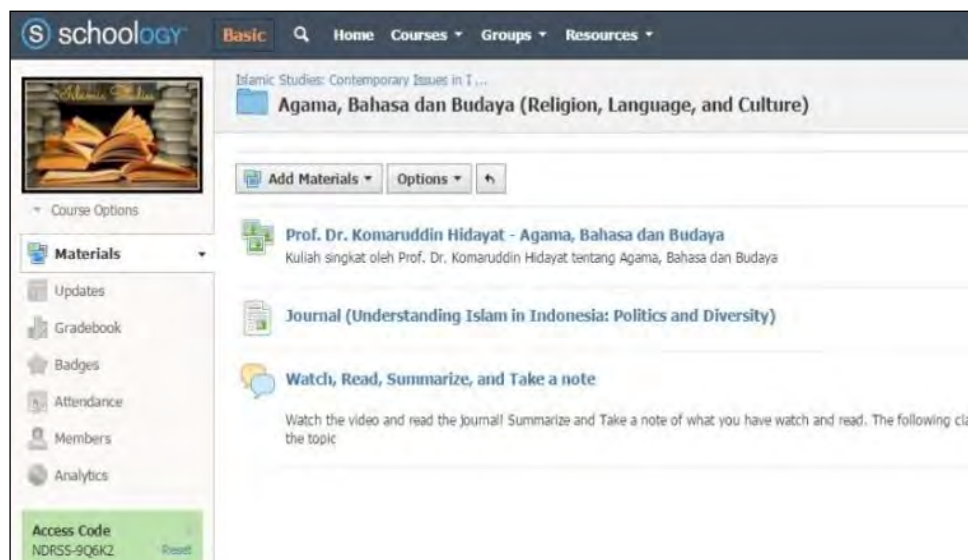 S schoology Basic Home Courses Groups Resources
Islamic Studies
Islamic Studies: Contemporary Issues in I ...
Agama, Bahasa dan Budaya (Religion, Language, and Culture)
Course Options
Materials
Updates
Gradebook
Badges
Attendance
Members
Analytics
Access Code
NDRSS-9Q6K2 Reset
Add Materials Options
Prof. Dr. Komaruddin Hidayat - Agama, Bahasa dan Budaya
Kuliah singkat oleh Prof. Dr. Komaruddin Hidayat tentang Agama, Bahasa dan Budaya
Journal (Understanding Islam in Indonesia: Politics and Diversity)
Watch, Read, Summarize, and Take a note
Watch the video and read the Journal! Summarize and Take a note of what you have watch and read. The following cla
the topic